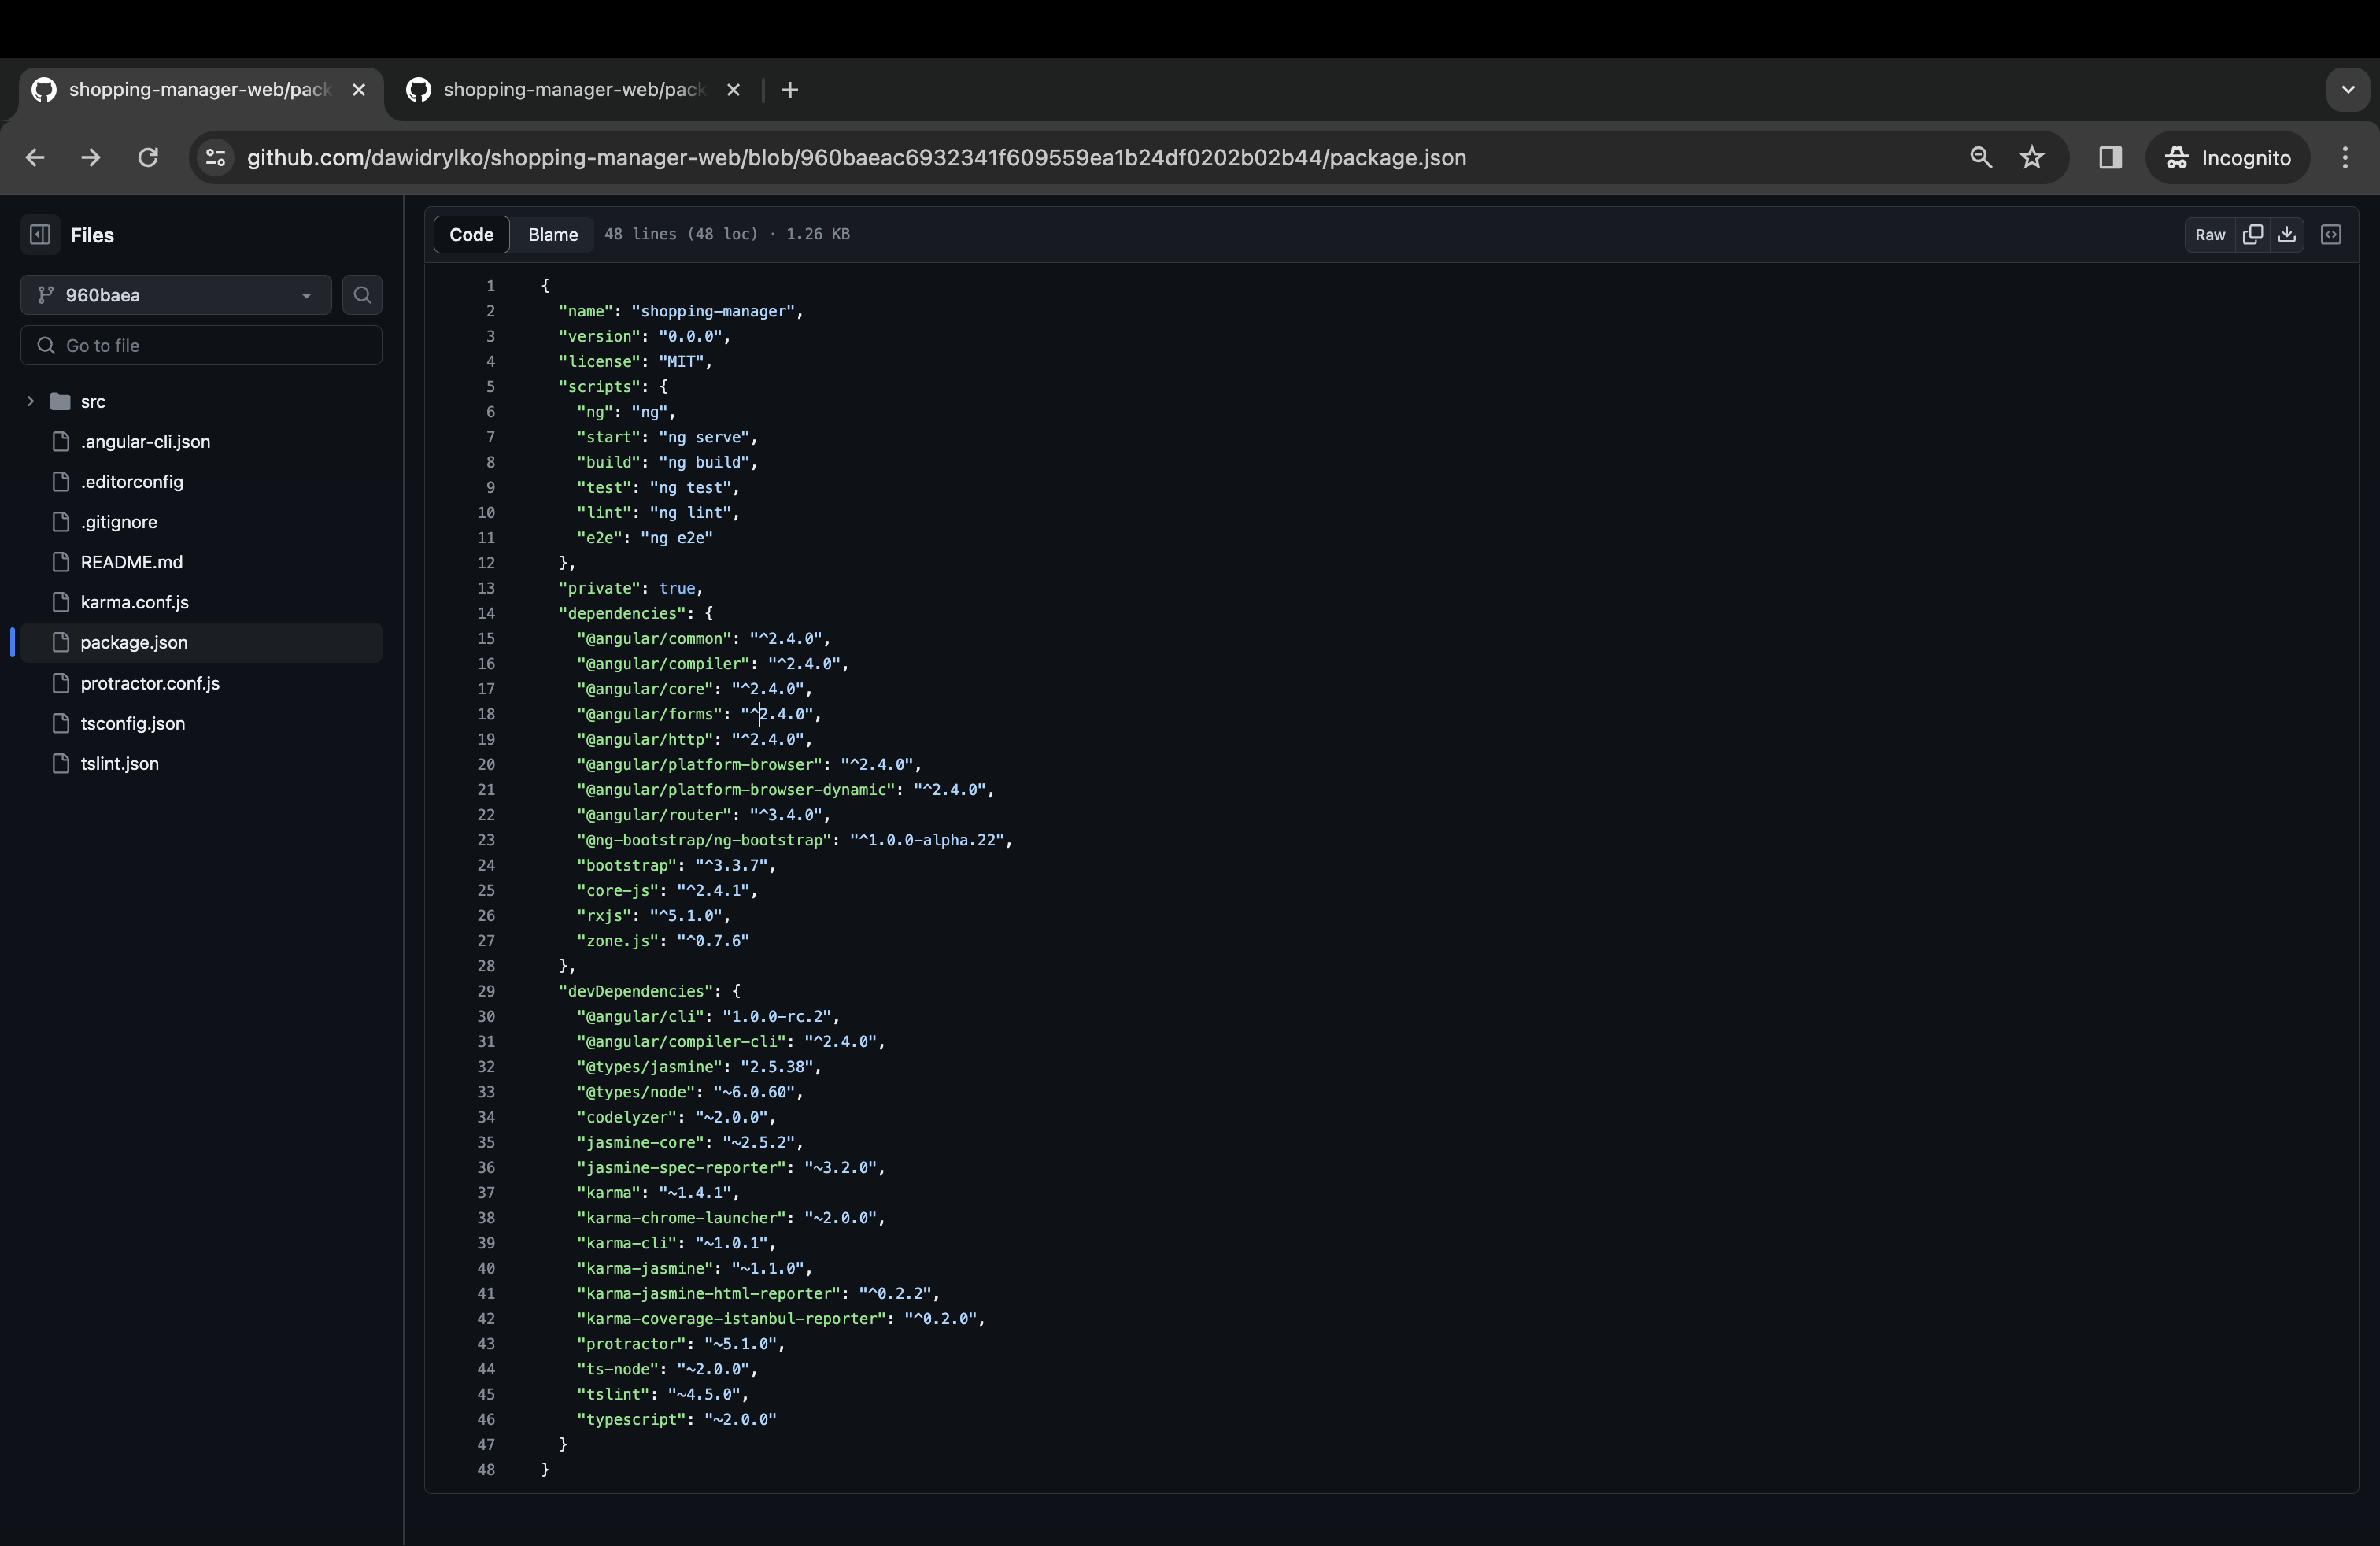 shopping-manager-web/pack
shopping-manager-web/pack
github.com/dawidrylko/shopping-manager-web/blob/960baeac6932341f609559ea1b24df0202b02b44/package.json
Incognito
Files
960baea
Go to file
src
.angular-cli.json
.editorconfig
.gitignore
README.md
karma.conf.js
package.json
protractor.conf.js
tsconfig.json
tslint.json
Code Blame 48 lines (48 loc) · 1.26 KB Raw
1 {
2 "name": "shopping-manager",
3 "version": "0.0.0",
4 "license": "MIT",
5 "scripts": {
6 "ng": "ng",
7 "start": "ng serve",
8 "build": "ng build",
9 "test": "ng test",
10 "lint": "ng lint",
11 "e2e": "ng e2e"
12 },
13 "private": true,
14 "dependencies": {
15 "@angular/common": "^2.4.0",
16 "@angular/compiler": "^2.4.0",
17 "@angular/core": "^2.4.0",
18 "@angular/forms": "^2.4.0",
19 "@angular/http": "^2.4.0",
20 "@angular/platform-browser": "^2.4.0",
21 "@angular/platform-browser-dynamic": "^2.4.0",
22 "@angular/router": "^3.4.0",
23 "@ng-bootstrap/ng-bootstrap": "^1.0.0-alpha.22",
24 "bootstrap": "^3.3.7",
25 "core-js": "^2.4.1",
26 "rxjs": "^5.1.0",
27 "zone.js": "^0.7.6"
28 },
29 "devDependencies": {
30 "@angular/cli": "1.0.0-rc.2",
31 "@angular/compiler-cli": "^2.4.0",
32 "@types/jasmine": "2.5.38",
33 "@types/node": "~6.0.60",
34 "codelyzer": "~2.0.0",
35 "jasmine-core": "~2.5.2",
36 "jasmine-spec-reporter": "~3.2.0",
37 "karma": "~1.4.1",
38 "karma-chrome-launcher": "~2.0.0",
39 "karma-cli": "~1.0.1",
40 "karma-jasmine": "~1.1.0",
41 "karma-jasmine-html-reporter": "^0.2.2",
42 "karma-coverage-istanbul-reporter": "^0.2.0",
43 "protractor": "~5.1.0",
44 "ts-node": "~2.0.0",
45 "tslint": "~4.5.0",
46 "typescript": "~2.0.0"
47 }
48 }